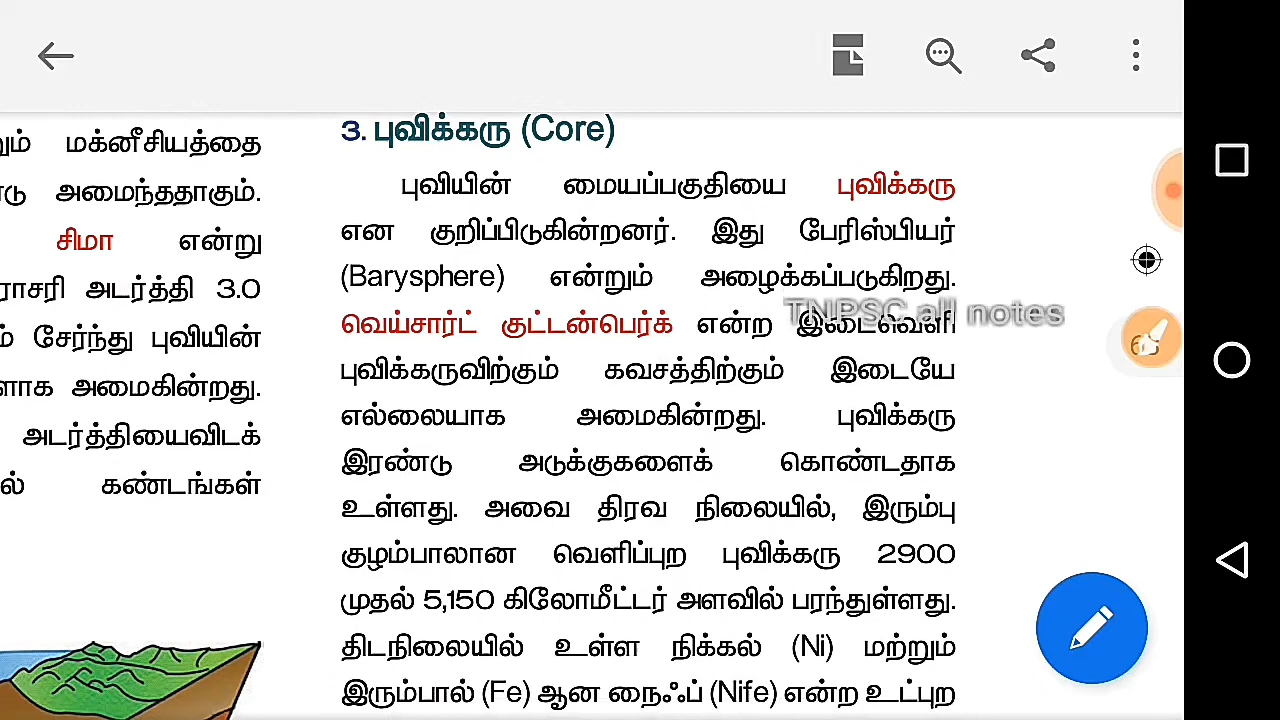 மக்னீசியத்தை
அமைந்ததாகும்.
சிமா என்று
அடர்த்தி 3.0
சேர்ந்து புவியின்
அமைகின்றது.
அடர்த்தியைவிடக்
கண்டங்கள்
3. புவிக்கரு (Core)
புவியின் மையப்பகுதியை புவிக்கரு
என குறிப்பிடுகின்றனர். இது பேரிஸ்பியர்
(Barysphere) என்றும் அழைக்கப்படுகிறது.
TNPSC all notes
வெய்சார்ட் குட்டன்பெர்க் என்ற இடைவெளி
புவிக்கருவிற்கும் கவசத்திற்கும் இடையே
எல்லையாக அமைகின்றது. புவிக்கரு
இரண்டு அடுக்குகளைக் கொண்டதாக
உள்ளது. அவை திரவ நிலையில், இரும்பு
குழம்பாலான வெளிப்புற புவிக்கரு 2900
முதல் 5,150 கிலோமீட்டர் அளவில் பரந்துள்ளது.
திடநிலையில் உள்ள நிக்கல் (Ni) மற்றும்
இரும்பால் (Fe) ஆன நைஃப் (Nife) என்ற உட்புற